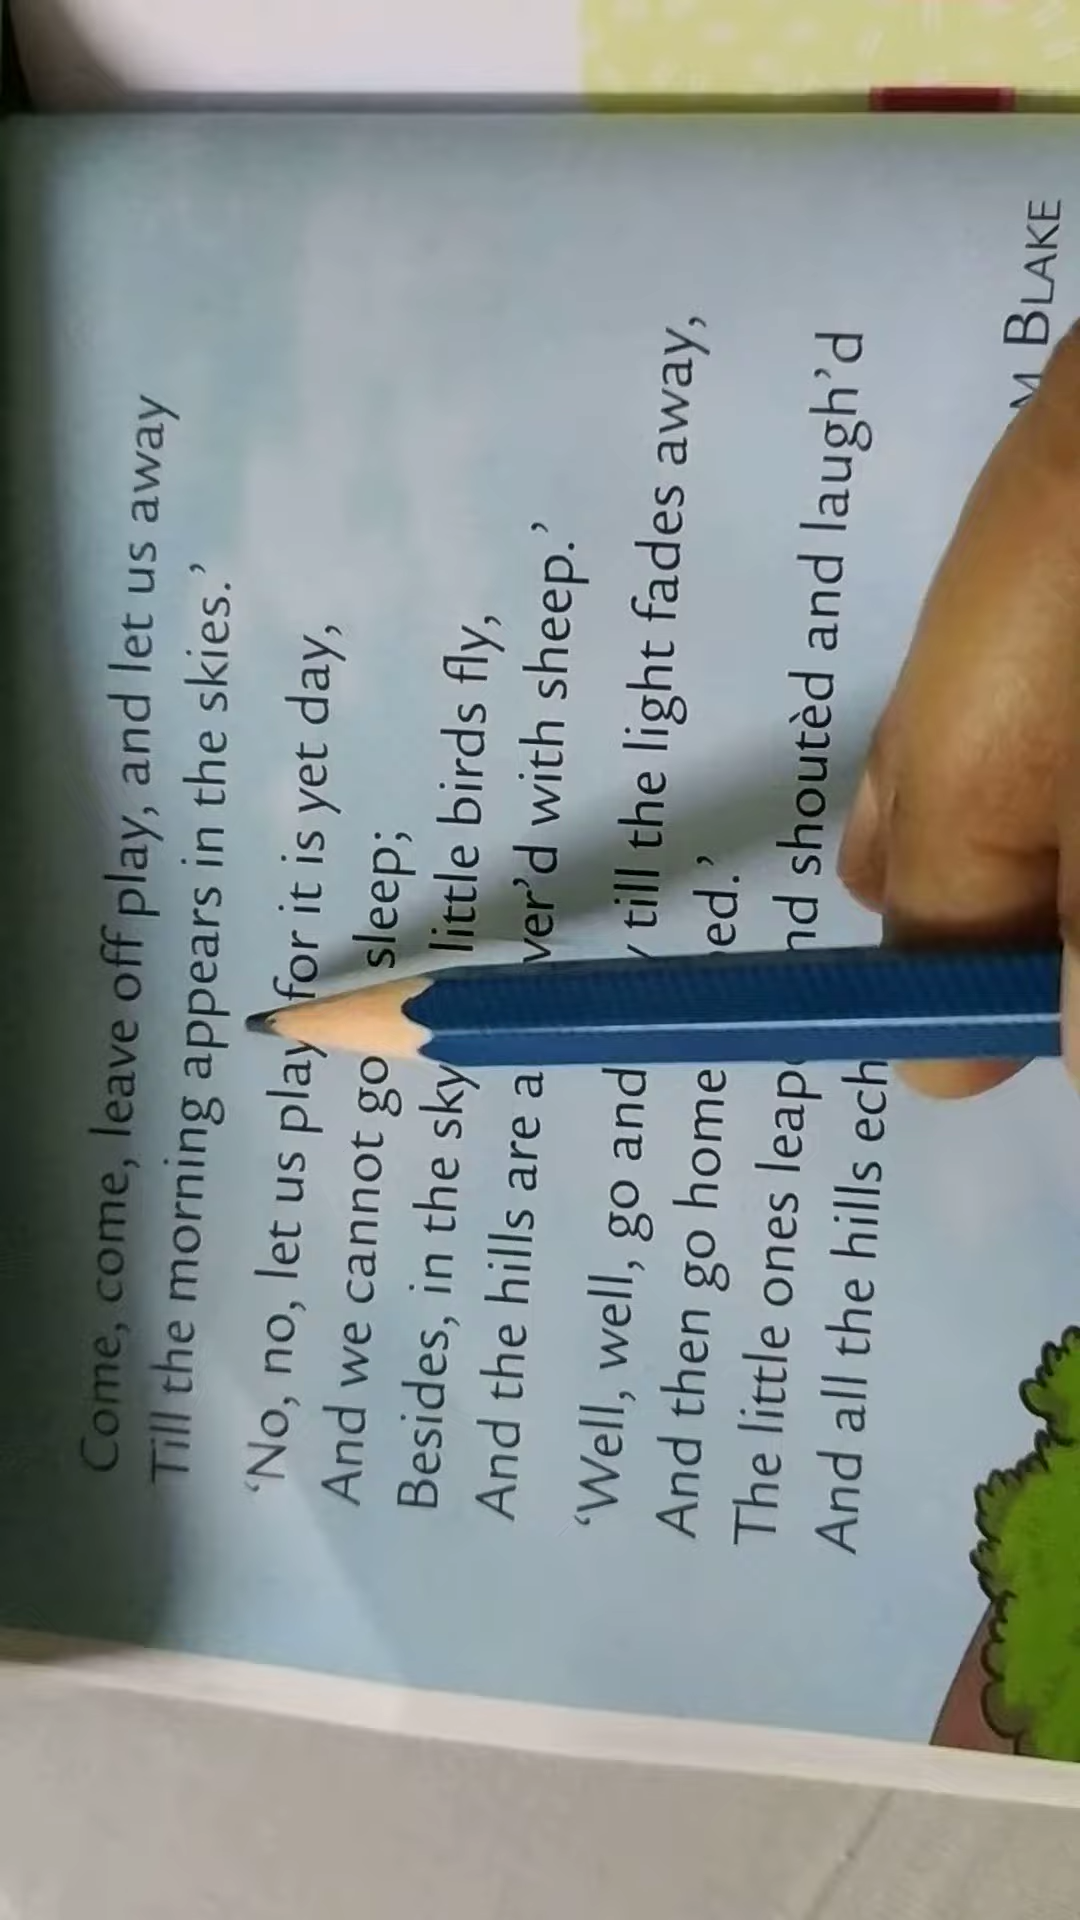 Come, come, leave off play, and let us away
Till the morning appears in the skies.’
‘No, no, let us play for it is yet day,
And we cannot go sleep;
Besides, in the sky little birds fly,
And the hills are a ver’d with sheep.’
‘Well, well, go and till the light fades away,
And then go home ed.’
The little ones leap nd shoutèd and laugh’d
And all the hills ech
M BLAKE